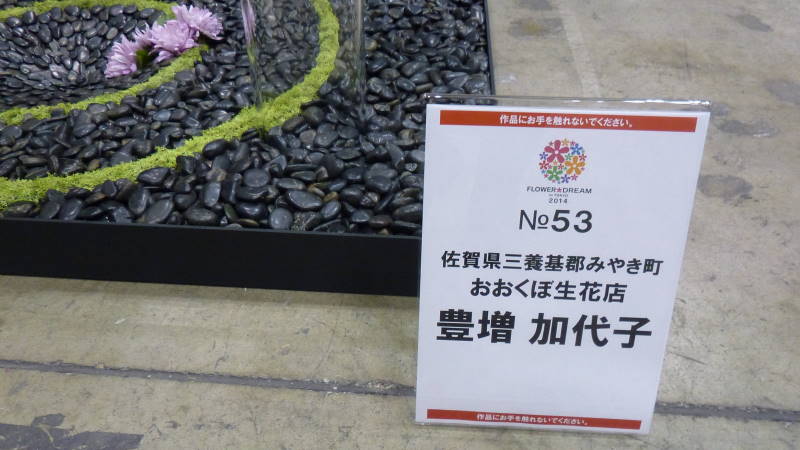 作品にお手を触れないでください。
FLOWER★DREAM
in TOKYO
2014
№53
佐賀県三養基郡みやき町
おおくぼ生花店
豊増 加代子
作品にお手を触れないでください。